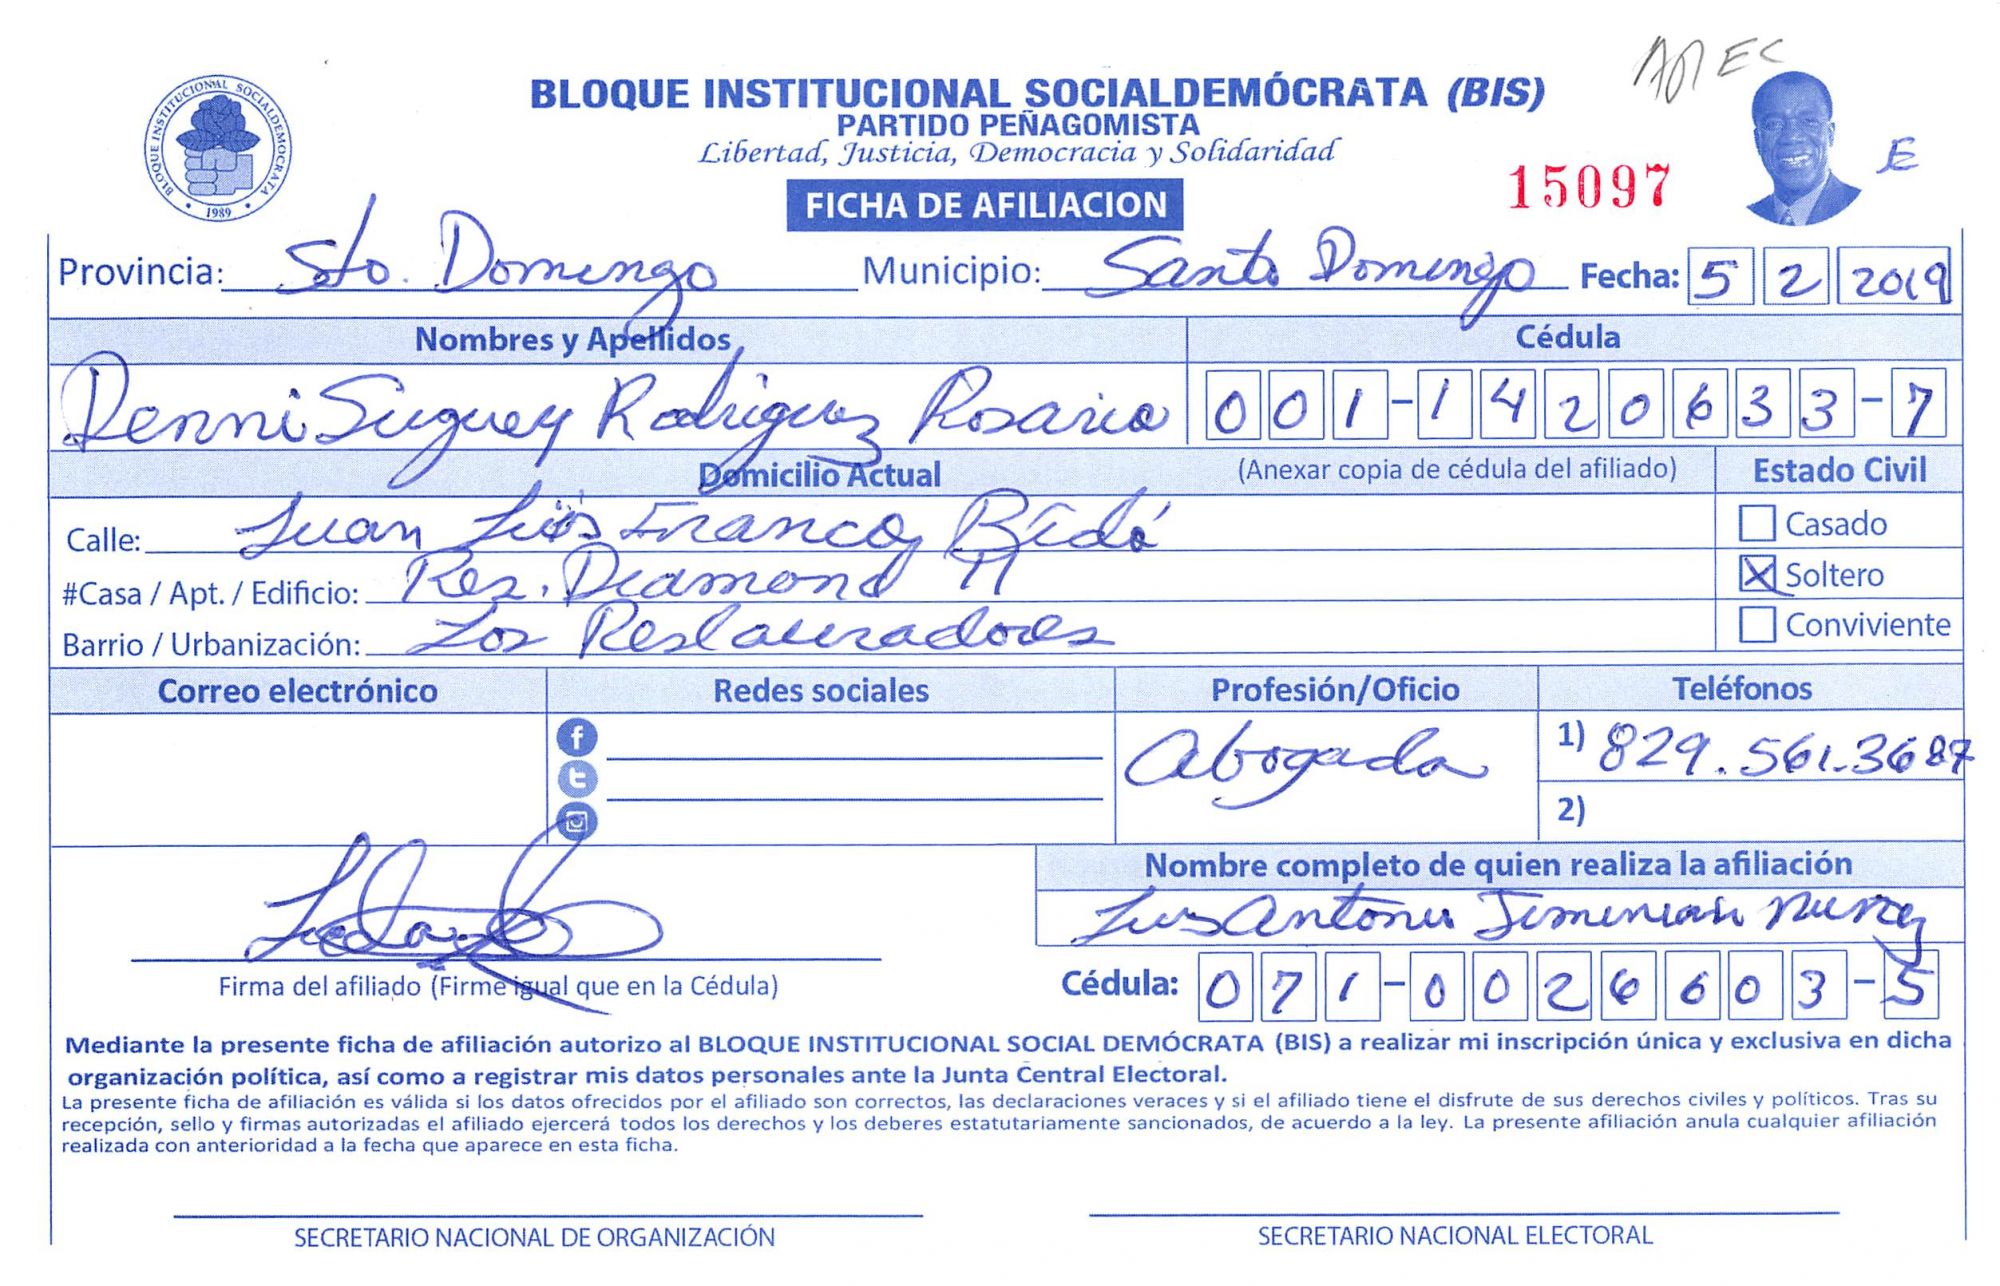 APEC
BLOQUE INSTITUCIONAL SOCIALDEMOCRATA
1989
BLOQUE INSTITUCIONAL SOCIALDEMÓCRATA (BIS)
PARTIDO PEÑAGOMISTA
Libertad, Justicia, Democracia y Solidaridad
E
15097
FICHA DE AFILIACION
Provincia: Sto. Domingo Municipio: Santo Domingo Fecha: 5 2 2019
Nombres y Apellidos Cédula
Denni Suguey Rodriguez Rosario 001-1420633-7
Domicilio Actual (Anexar copia de cédula del afiliado) Estado Civil
Calle: Juan Luis Franco Bidó Casado
#Casa / Apt. / Edificio: Res. Diamond II Soltero
Barrio / Urbanización: Los Restauradores Conviviente
Correo electrónico Redes sociales Profesión/Oficio Teléfonos
Abogada 1) 829.561.3687
2)
Nombre completo de quien realiza la afiliación
Luis Antonio Nuñez
Cédula: 071-0026603-5
Firma del afiliado (Firme igual que en la Cédula)
Mediante la presente ficha de afiliación autorizo al BLOQUE INSTITUCIONAL SOCIAL DEMÓCRATA (BIS) a realizar mi inscripción única y exclusiva en dicha
organización política, así como a registrar mis datos personales ante la Junta Central Electoral.
La presente ficha de afiliación es válida si los datos ofrecidos por el afiliado son correctos, las declaraciones veraces y si el afiliado tiene el disfrute de sus derechos civiles y políticos. Tras su
recepción, sello y firmas autorizadas el afiliado ejercerá todos los derechos y los deberes estatutariamente sancionados, de acuerdo a la ley. La presente afiliación anula cualquier afiliación
realizada con anterioridad a la fecha que aparece en esta ficha.
SECRETARIO NACIONAL DE ORGANIZACIÓN SECRETARIO NACIONAL ELECTORAL